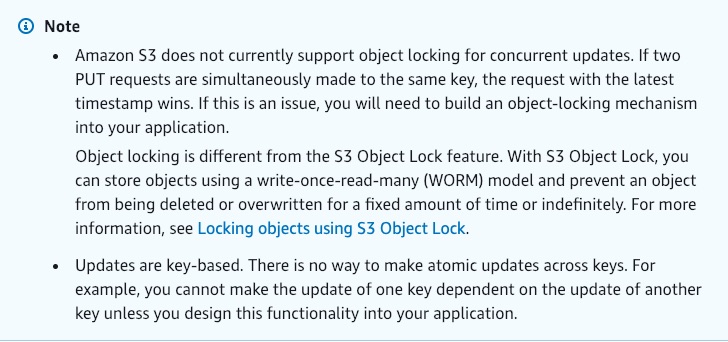 Note
• Amazon S3 does not currently support object locking for concurrent updates. If two
PUT requests are simultaneously made to the same key, the request with the latest
timestamp wins. If this is an issue, you will need to build an object-locking mechanism
into your application.
Object locking is different from the S3 Object Lock feature. With S3 Object Lock, you
can store objects using a write-once-read-many (WORM) model and prevent an object
from being deleted or overwritten for a fixed amount of time or indefinitely. For more
information, see Locking objects using S3 Object Lock.
• Updates are key-based. There is no way to make atomic updates across keys. For
example, you cannot make the update of one key dependent on the update of another
key unless you design this functionality into your application.